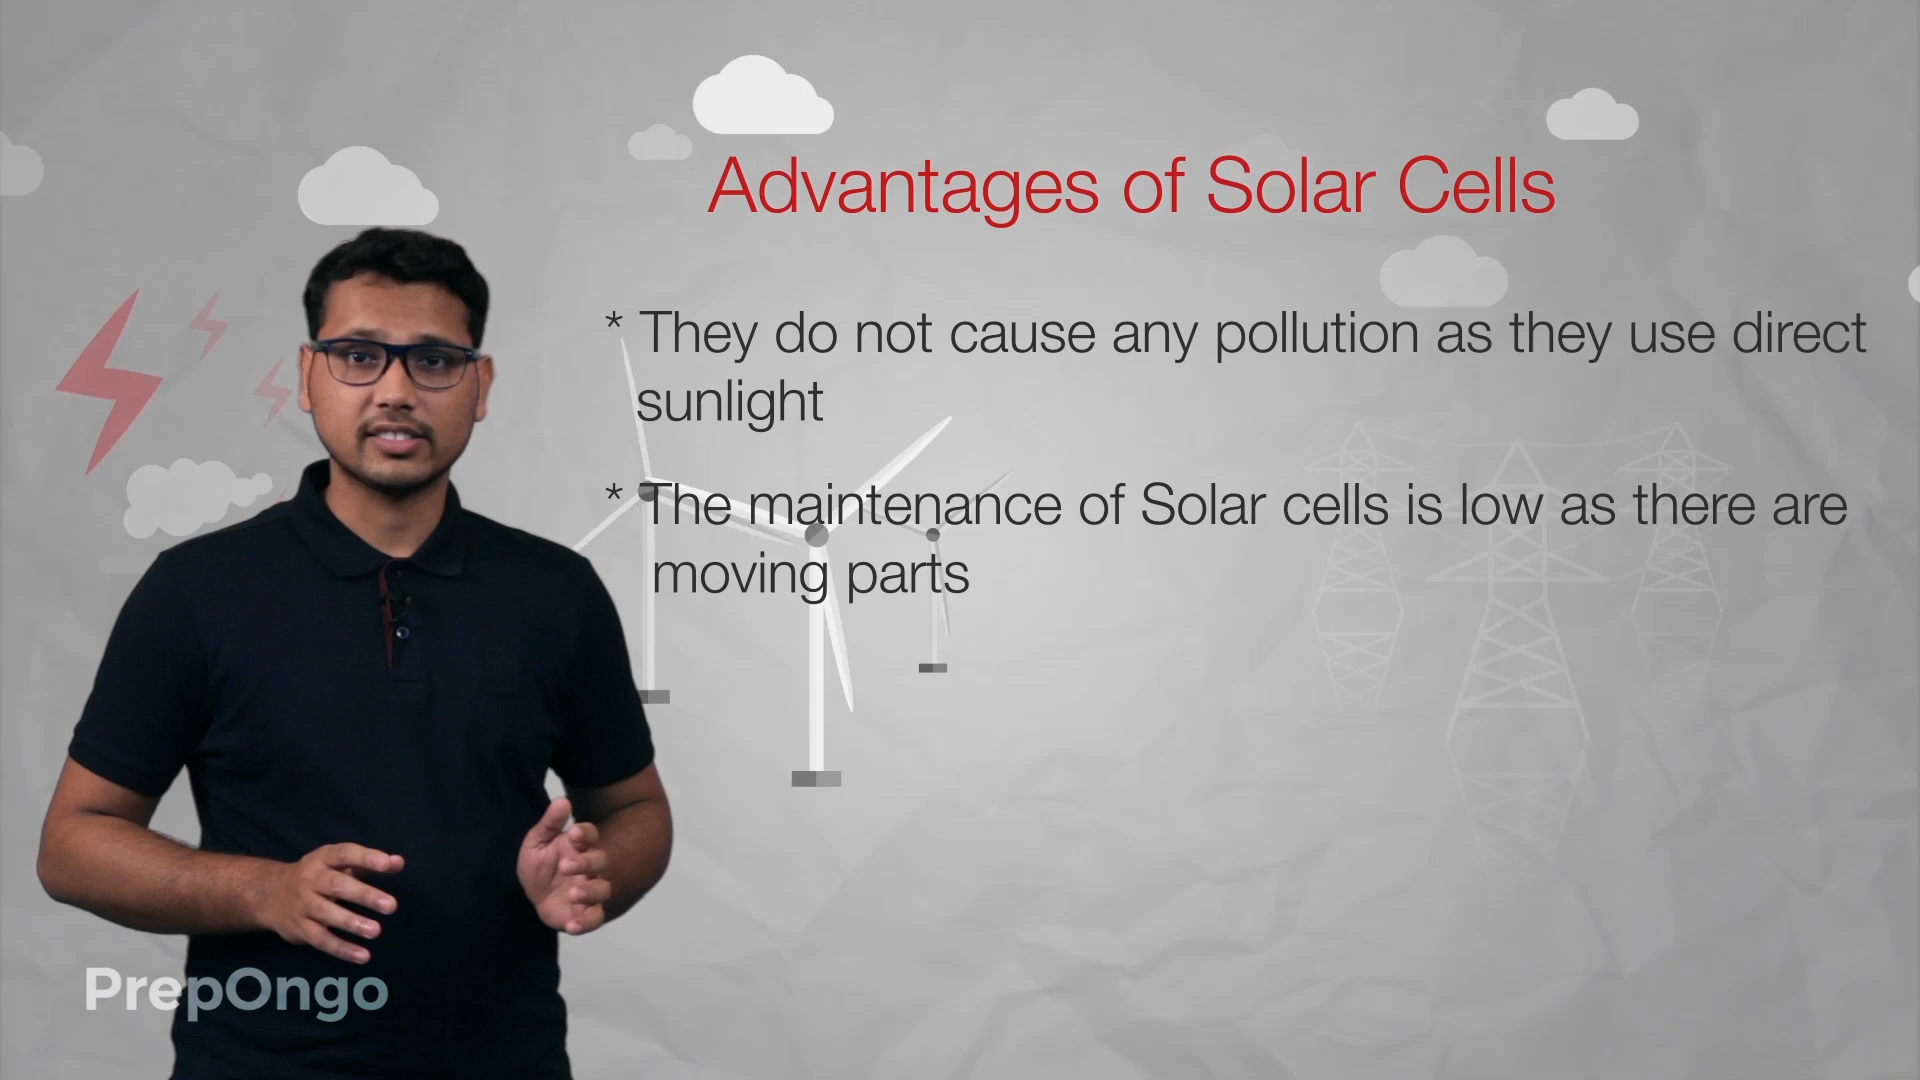 Advantages of Solar Cells
* They do not cause any pollution as they use direct
sunlight
* The maintenance of Solar cells is low as there are
moving parts
PrepOngo